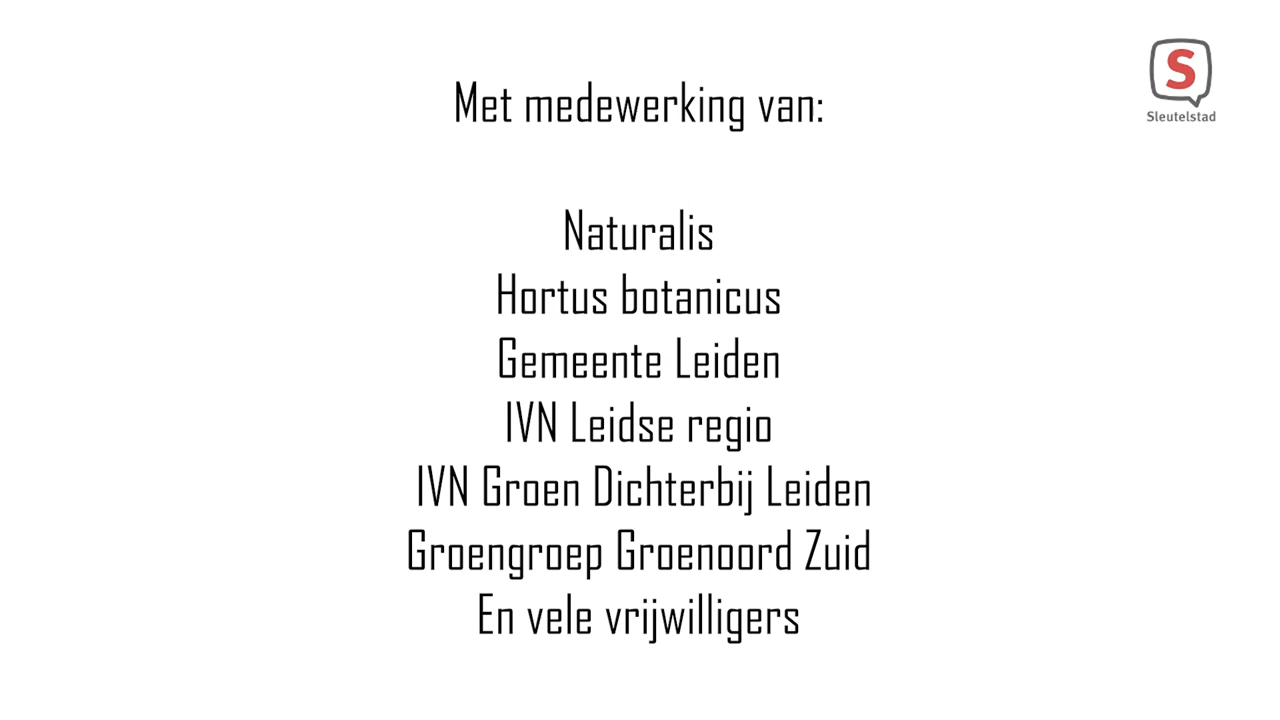 Met medewerking van:
S
Sleutelstad
Naturalis
Hortus botanicus
Gemeente Leiden
IVN Leidse regio
IVN Groen Dichterbij Leiden
Groengroep Groenoord Zuid
En vele vrijwilligers